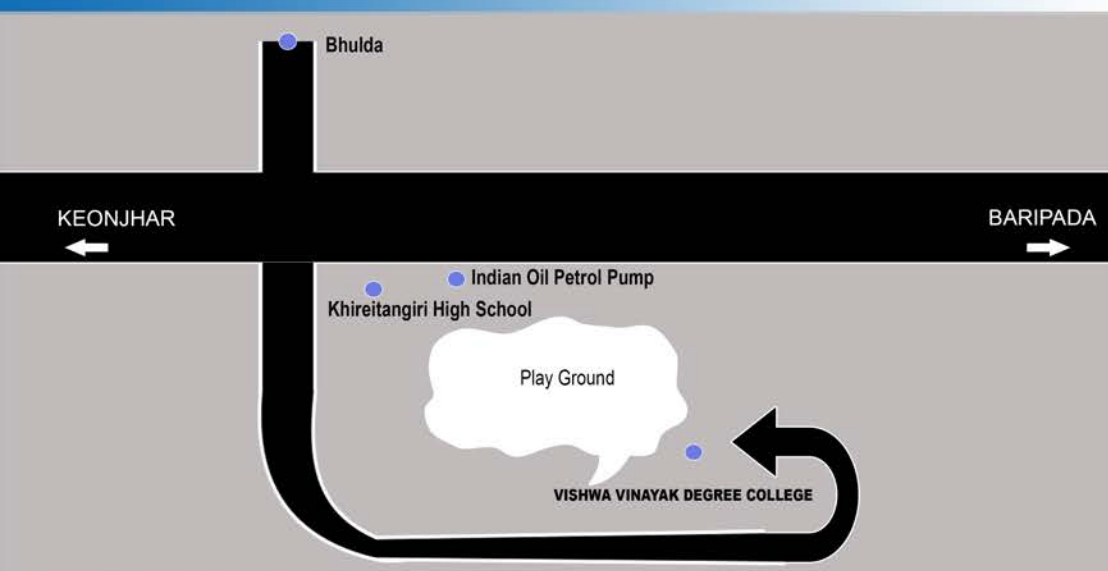 Bhulda
KEONJHAR
BARIPADA
Indian Oil Petrol Pump
Khireitangiri High School
Play Ground
VISHWA VINAYAK DEGREE COLLEGE